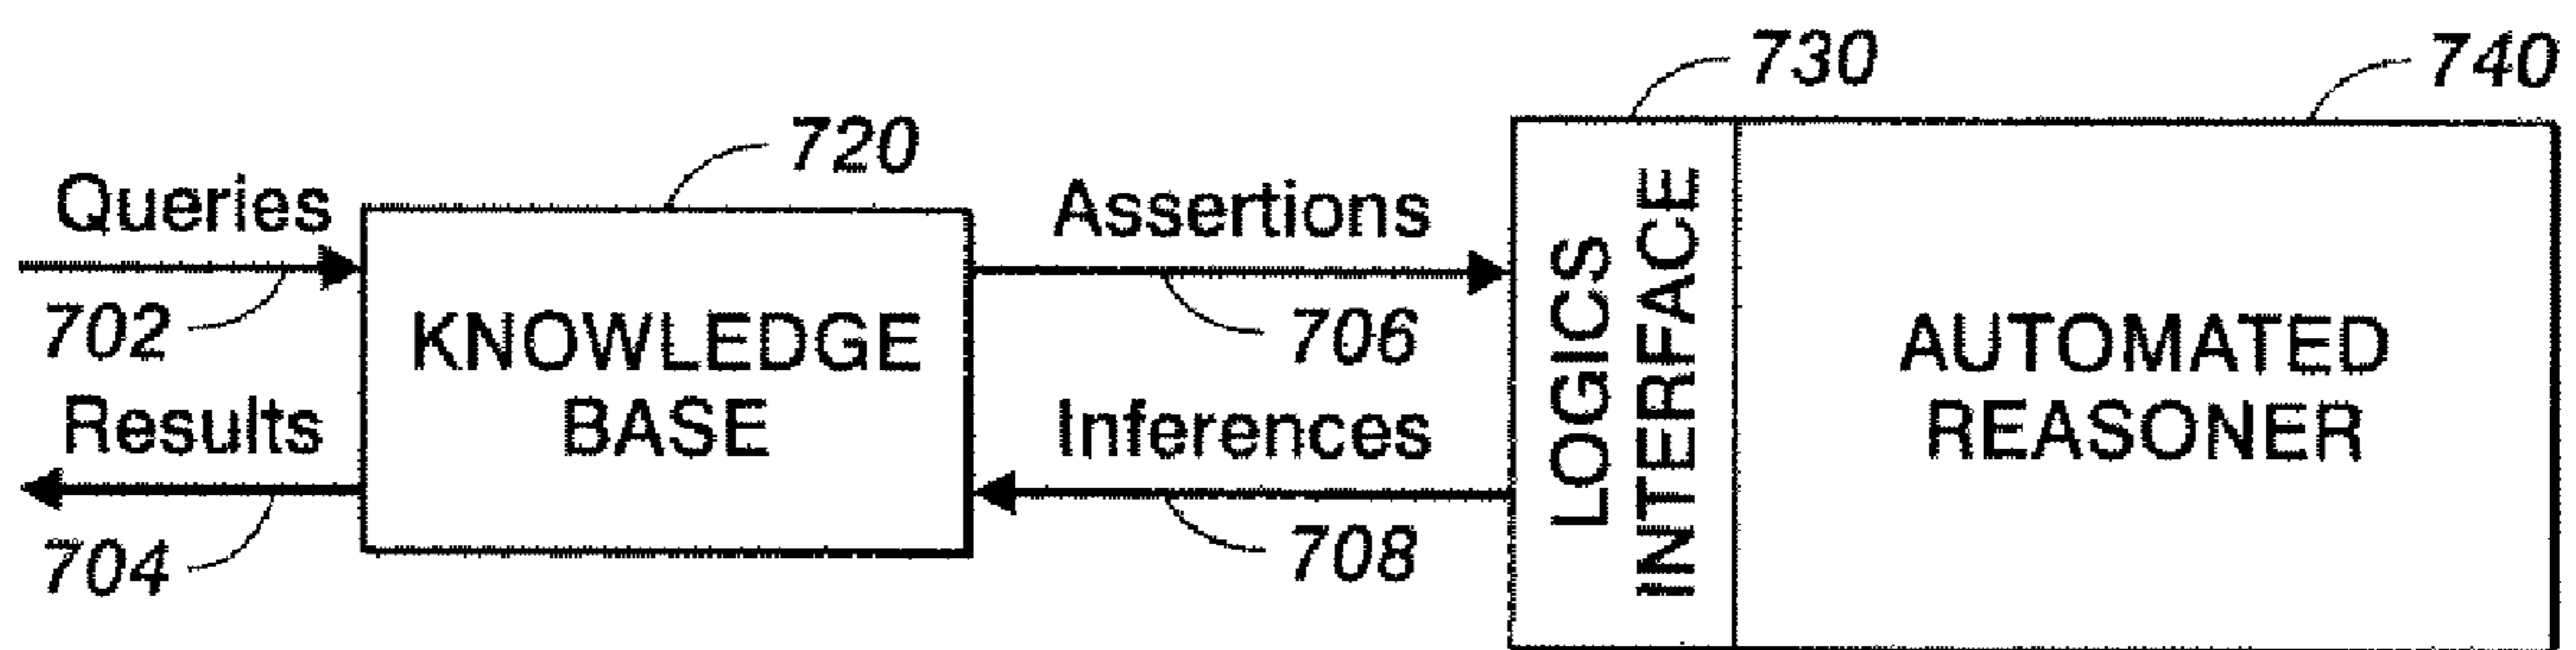 730
740
720
Queries
Assertions
702
706
KNOWLEDGE
BASE
Results
Inferences
704
708
LOGICS
INTERFACE
AUTOMATED
REASONER